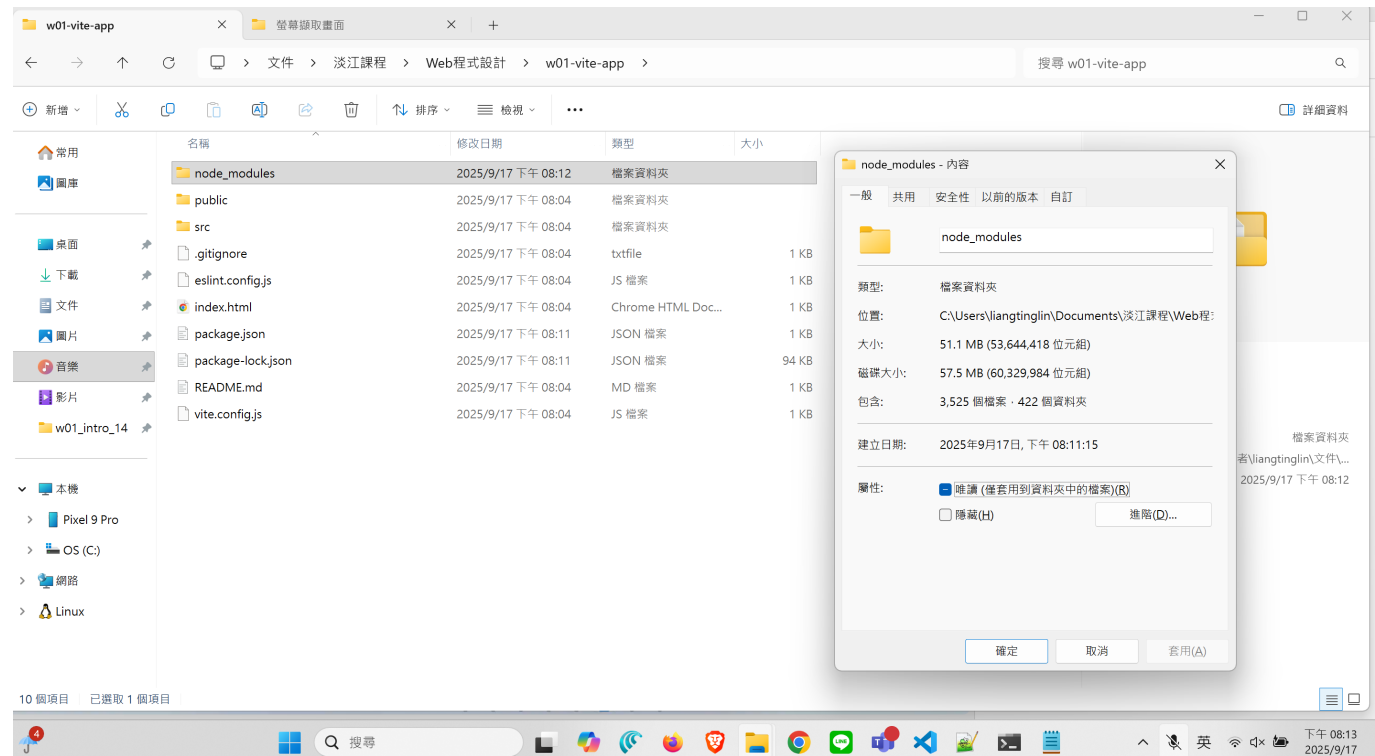 w01-vite-app
螢幕擷取畫面
文件 > 淡江課程 > Web程式設計 > w01-vite-app >
搜尋 w01-vite-app
新增
排序
檢視
詳細資料
常用
圖庫
桌面
下載
文件
圖片
音樂
影片
w01_intro_14
本機
Pixel 9 Pro
OS (C:)
網路
Linux
名稱 修改日期 類型 大小
node_modules 2025/9/17 下午 08:12 檔案資料夾
public 2025/9/17 下午 08:04 檔案資料夾
src 2025/9/17 下午 08:04 檔案資料夾
.gitignore 2025/9/17 下午 08:04 txtfile 1 KB
eslint.config.js 2025/9/17 下午 08:04 JS 檔案 1 KB
index.html 2025/9/17 下午 08:04 Chrome HTML Doc... 1 KB
package.json 2025/9/17 下午 08:11 JSON 檔案 1 KB
package-lock.json 2025/9/17 下午 08:11 JSON 檔案 94 KB
README.md 2025/9/17 下午 08:04 MD 檔案 1 KB
vite.config.js 2025/9/17 下午 08:04 JS 檔案 1 KB
node_modules - 內容
一般 共用 安全性 以前的版本 自訂
node_modules
類型: 檔案資料夾
位置: C:\Users\liangtinglin\Documents\淡江課程\Web程
大小: 51.1 MB (53,644,418 位元組)
磁碟大小: 57.5 MB (60,329,984 位元組)
包含: 3,525 個檔案，422 個資料夾
建立日期: 2025年9月17日, 下午 08:11:15
屬性: 唯讀 (僅套用到資料夾中的檔案)(R)
隱藏(H) 進階(D)...
確定 取消 套用(A)
檔案資料夾
者\liangtinglin\文件\...
2025/9/17 下午 08:12
10 個項目 已選取 1 個項目
4
搜尋
LINE
英
下午 08:13
2025/9/17